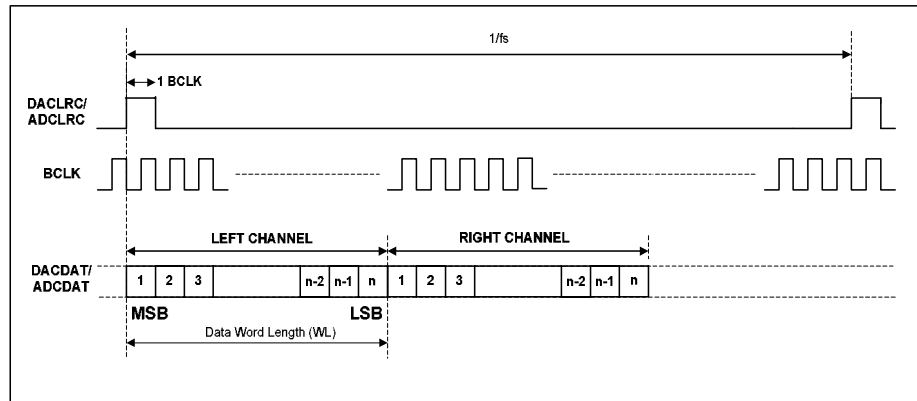 1/fs
1 BCLK
DACLRC/
ADCLRC
BCLK
LEFT CHANNEL
RIGHT CHANNEL
DACDAT/
ADCDAT
1 2 3 n-2 n-1 n 1 2 3 n-2 n-1 n
MSB LSB
Data Word Length (WL)